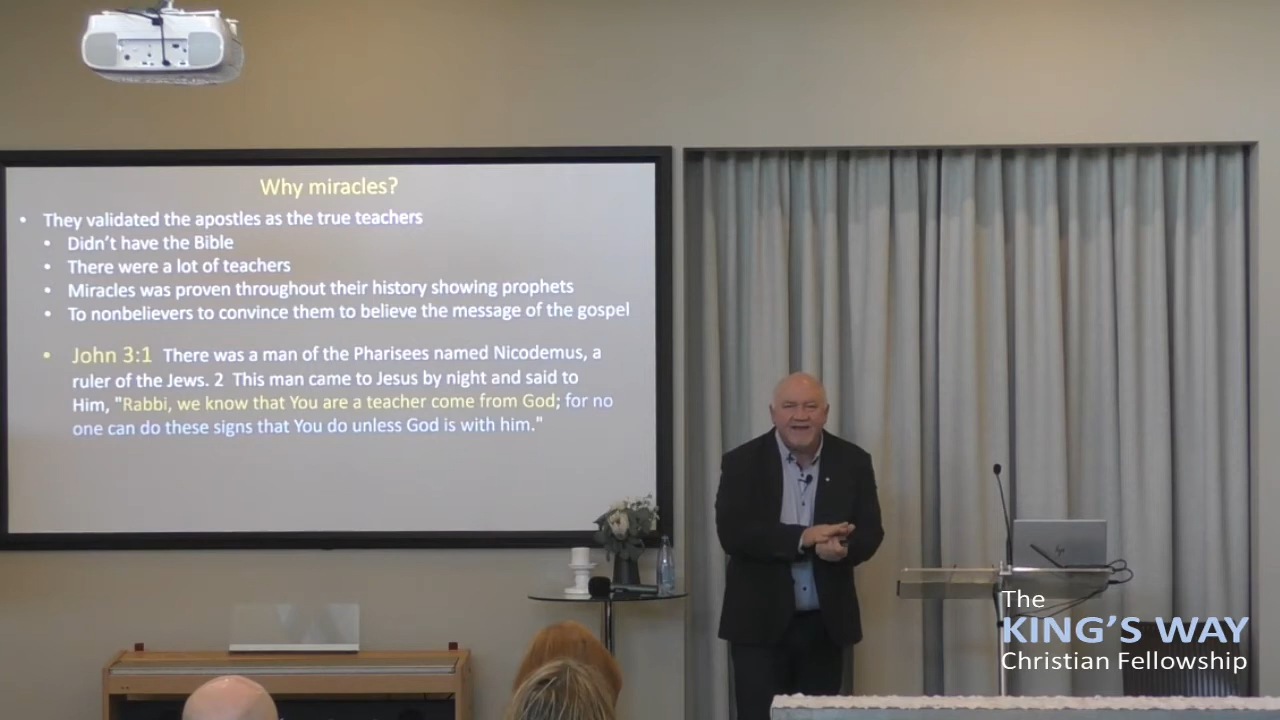 Why miracles?
• They validated the apostles as the true teachers
• Didn't have the Bible
• There were a lot of teachers
• Miracles was proven throughout their history showing prophets
• To nonbelievers to convince them to believe the message of the gospel
• John 3:1 There was a man of the Pharisees named Nicodemus, a
ruler of the Jews. 2 This man came to Jesus by night and said to
Him, "Rabbi, we know that You are a teacher come from God; for no
one can do these signs that You do unless God is with him."
hp
The
KING'S WAY
Christian Fellowship